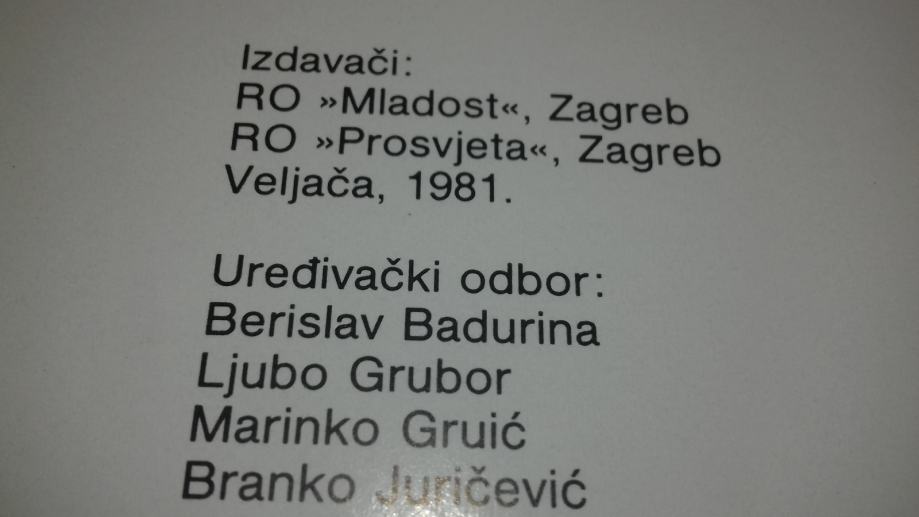 Izdavači:
RO »Mladost«, Zagreb
RO »Prosvjeta«, Zagreb
Veljača, 1981.
Uređivački odbor:
Berislav Badurina
Ljubo Grubor
Marinko Gruić
Branko Juričević